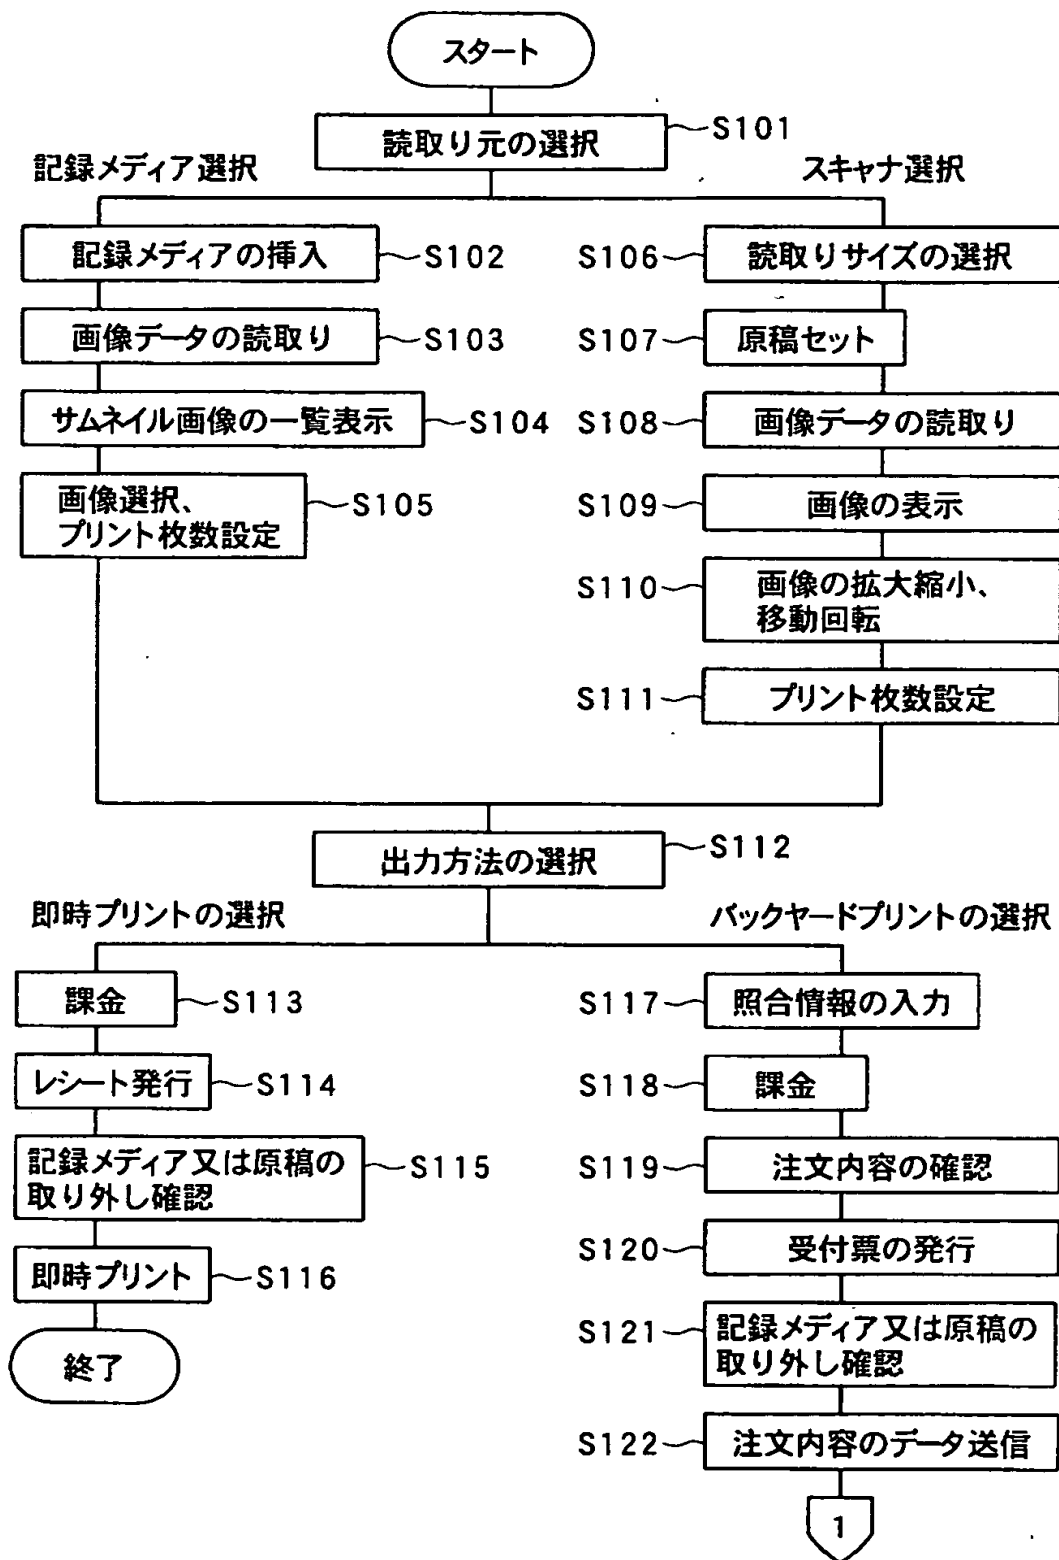 スタート
読取り元の選択
S101
記録メディア選択
スキャナ選択
記録メディアの挿入
S102
画像データの読取り
S103
サムネイル画像の一覧表示
S104
画像選択、
プリント枚数設定
S105
S106
読取りサイズの選択
S107
原稿セット
S108
画像データの読取り
S109
画像の表示
S110
画像の拡大縮小、
移動回転
S111
プリント枚数設定
出力方法の選択
S112
即時プリントの選択
バックヤードプリントの選択
課金
S113
レシート発行
S114
記録メディア又は原稿の
取り外し確認
S115
即時プリント
S116
終了
S117
照合情報の入力
S118
課金
S119
注文内容の確認
S120
受付票の発行
S121
記録メディア又は原稿の
取り外し確認
S122
注文内容のデータ送信
1